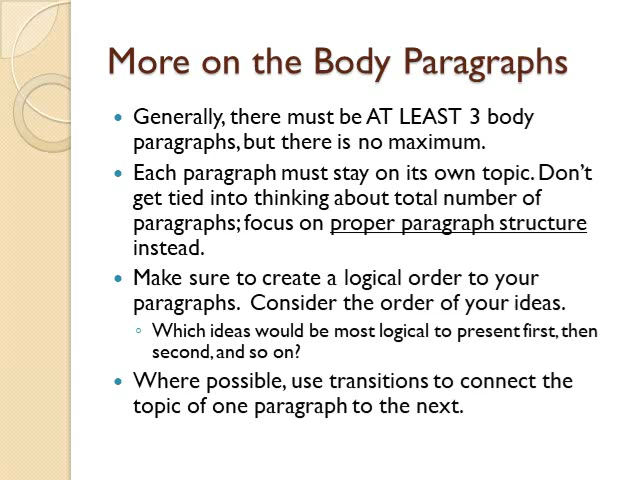 More on the Body Paragraphs
• Generally, there must be AT LEAST 3 body
paragraphs, but there is no maximum.
• Each paragraph must stay on its own topic. Don't
get tied into thinking about total number of
paragraphs; focus on proper paragraph structure
instead.
• Make sure to create a logical order to your
paragraphs.  Consider the order of your ideas.
◦ Which ideas would be most logical to present first, then
second, and so on?
• Where possible, use transitions to connect the
topic of one paragraph to the next.